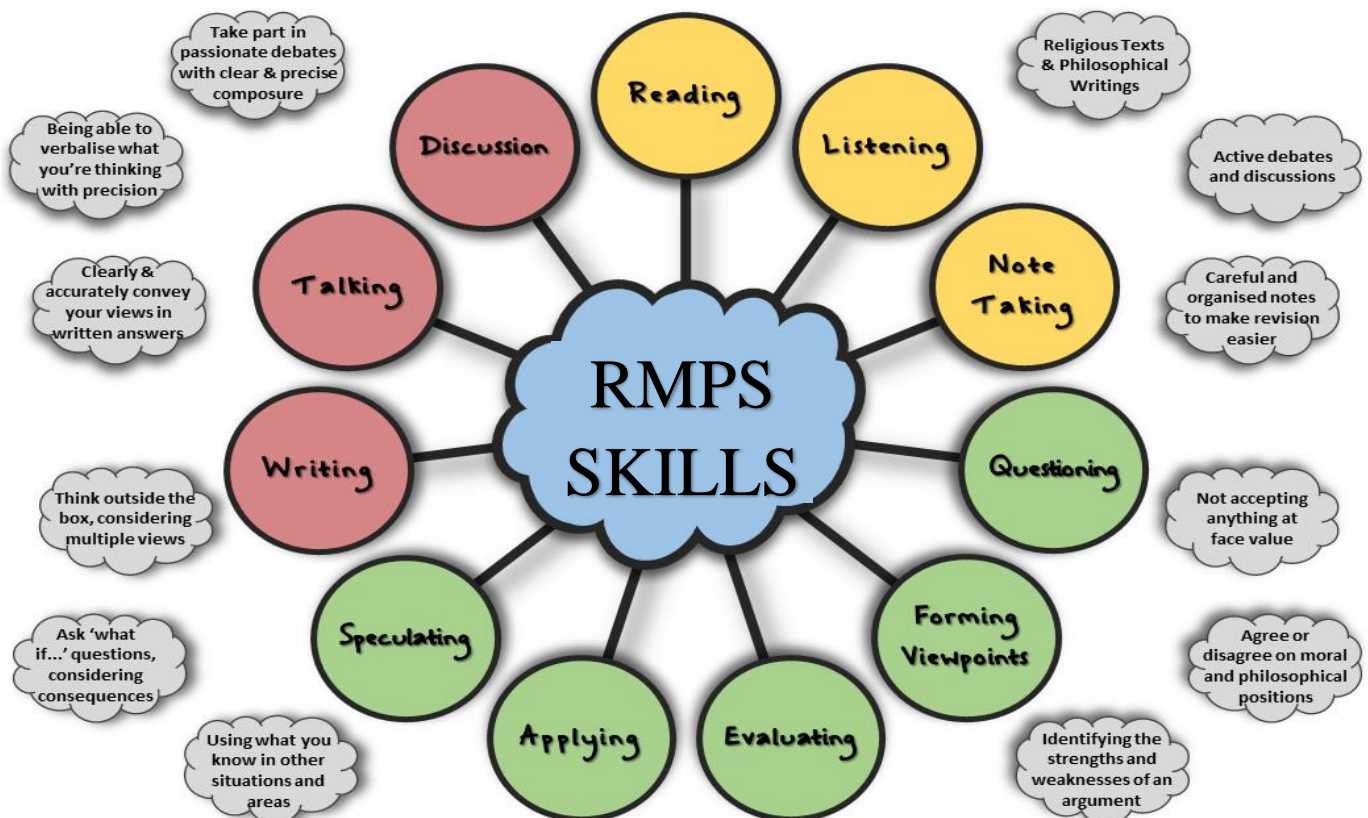 RMPS
SKILLS
Reading
Listening
Note
Taking
Questioning
Forming
Viewpoints
Evaluating
Applying
Speculating
Writing
Talking
Discussion
Religious Texts
& Philosophical
Writings
Active debates
and discussions
Careful and
organised notes
to make revision
easier
Not accepting
anything at
face value
Agree or
disagree on moral
and philosophical
positions
Identifying the
strengths and
weaknesses of an
argument
Using what you
know in other
situations and
areas
Ask ‘what
if...’ questions,
considering
consequences
Think outside the
box, considering
multiple views
Clearly &
accurately convey
your views in
written answers
Being able to
verbalise what
you’re thinking
with precision
Take part in
passionate debates
with clear & precise
composure